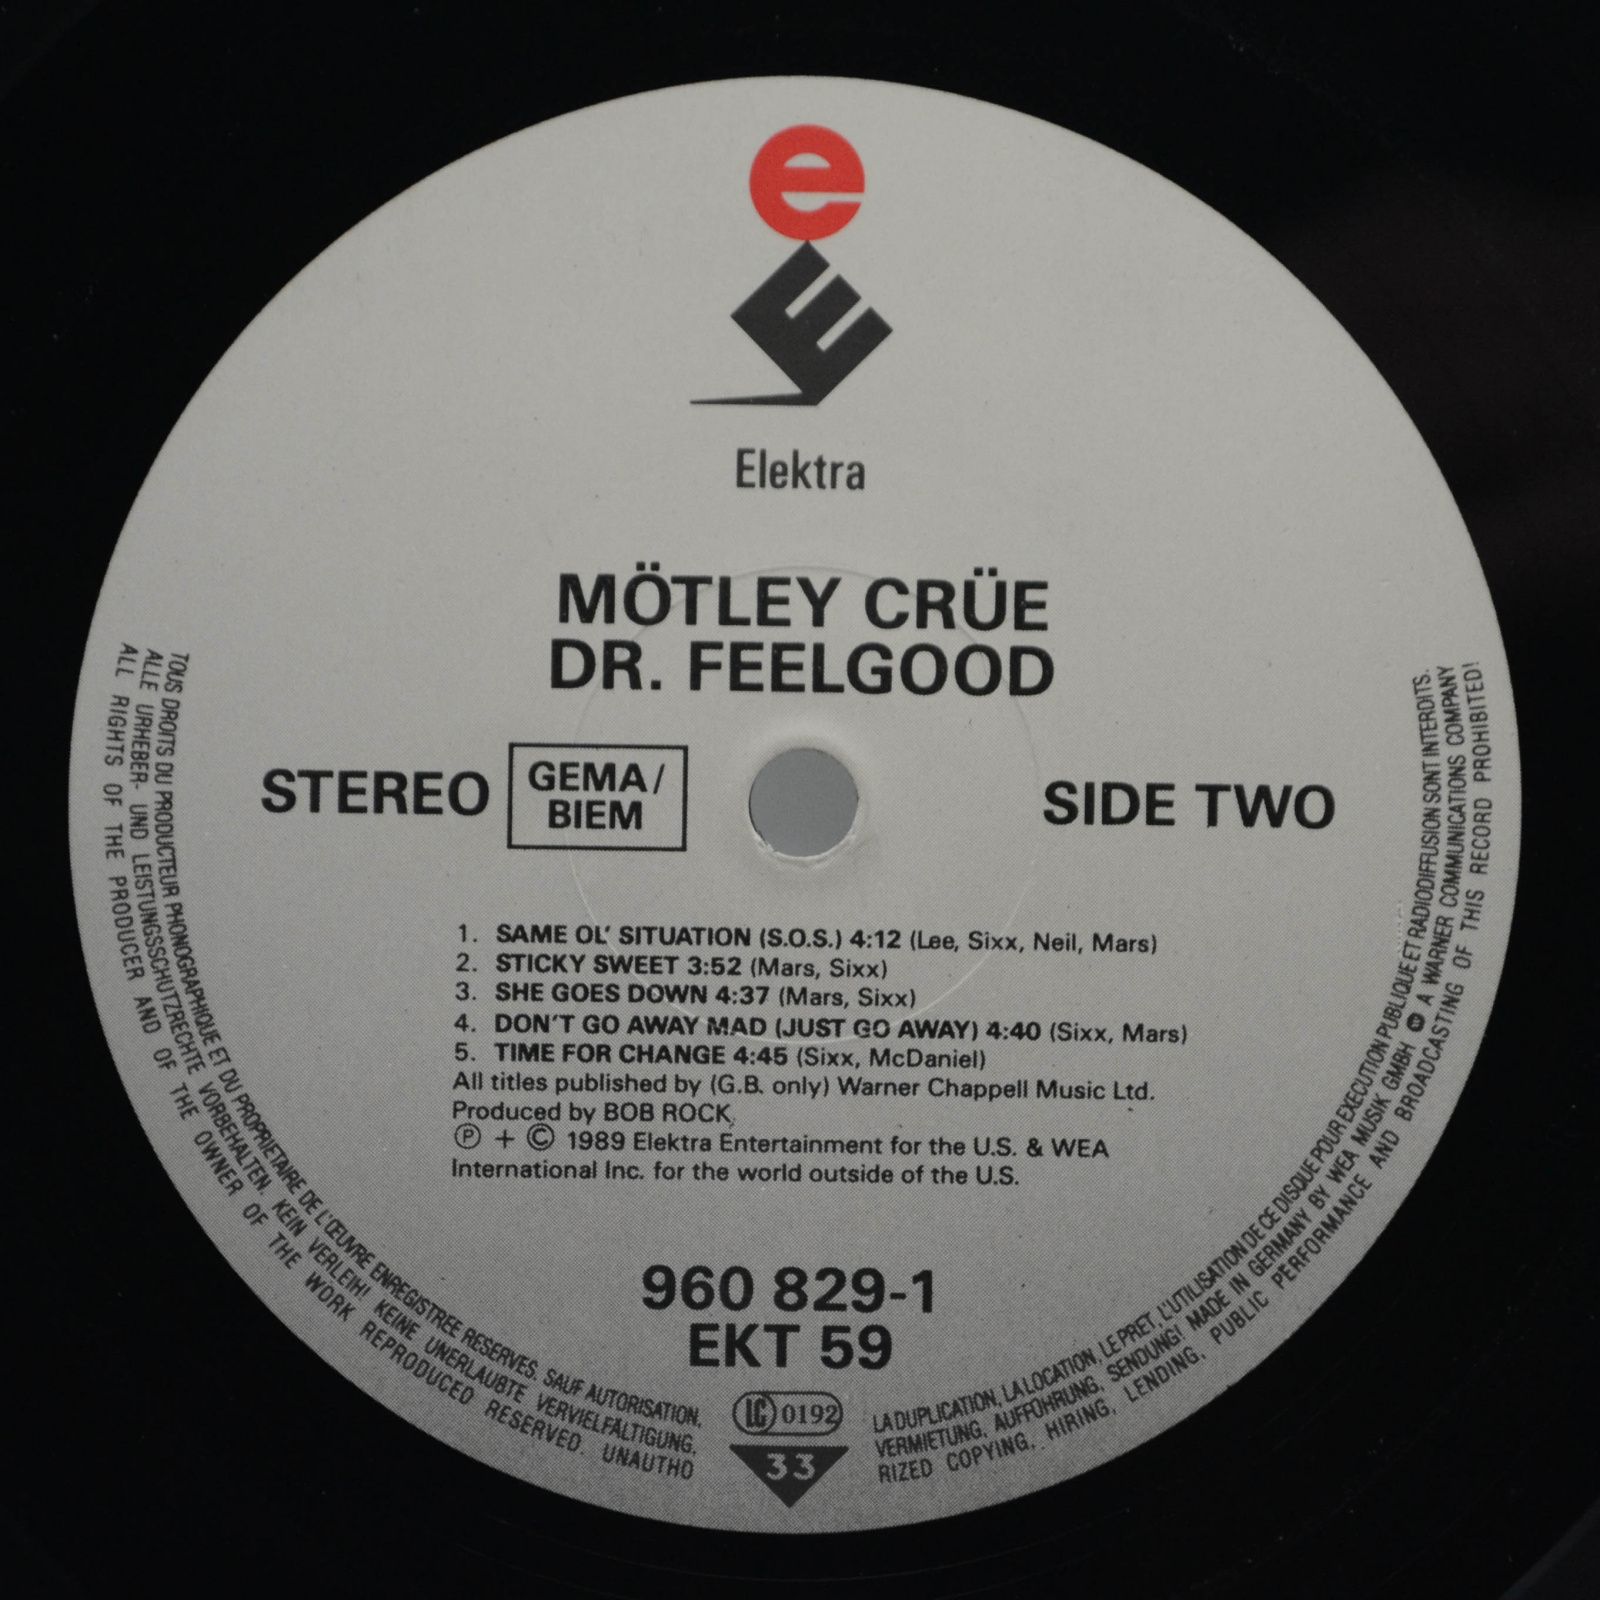 e
E
Elektra
MÖTLEY CRÜE
DR. FEELGOOD
STEREO
GEMA/
BIEM
SIDE TWO
1. SAME OL' SITUATION (S.O.S.) 4:12 (Lee, Sixx, Neil, Mars)
2. STICKY SWEET 3:52 (Mars, Sixx)
3. SHE GOES DOWN 4:37 (Mars, Sixx)
4. DON'T GO AWAY MAD (JUST GO AWAY) 4:40 (Sixx, Mars)
5. TIME FOR CHANGE 4:45 (Sixx, McDaniel)
All titles published by (G.B. only) Warner Chappell Music Ltd.
Produced by BOB ROCK
℗ + © 1989 Elektra Entertainment for the U.S. & WEA
International Inc. for the world outside of the U.S.
960 829-1
EKT 59
LC 0192
33
TOUS DROITS DU PRODUCTEUR PHONOGRAPHIQUE ET DU PROPRIETAIRE DE L'ŒUVRE ENREGISTREE RESERVES. SAUF AUTORISATION, LA DUPLICATION, LA LOCATION, LE PRET, L'UTILISATION DE CE DISQUE POUR EXECUTION PUBLIQUE ET RADIODIFFUSION SONT INTERDITS.
ALLE URHEBER- UND LEISTUNGSSCHUTZRECHTE VORBEHALTEN. KEIN VERLEIH! KEINE UNERLAUBTE VERVIELFÄLTIGUNG, VERMIETUNG, AUFFÜHRUNG, SENDUNG! MADE IN GERMANY BY WEA MUSIK GMBH A WARNER COMMUNICATIONS COMPANY
ALL RIGHTS OF THE PRODUCER AND OF THE OWNER OF THE WORK REPRODUCED RESERVED. UNAUTHORIZED COPYING, HIRING, LENDING, PUBLIC PERFORMANCE AND BROADCASTING OF THIS RECORD PROHIBITED!